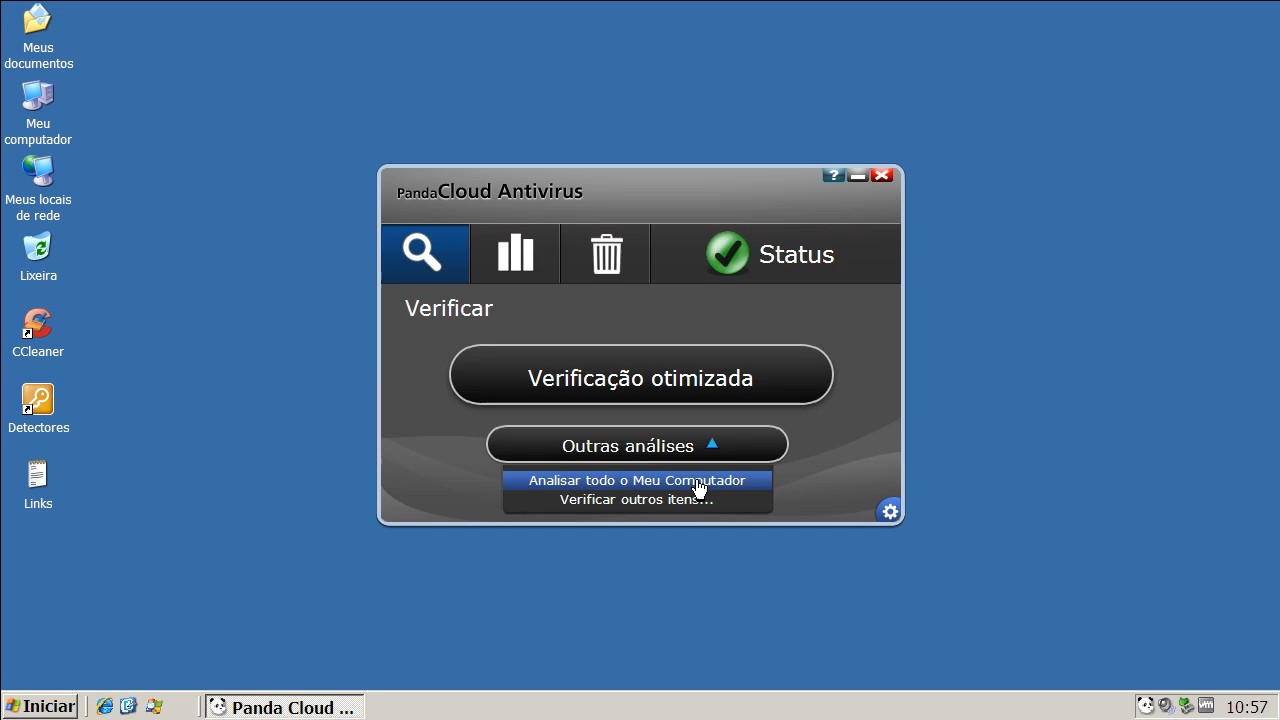 Meus
documentos
Meu
computador
Meus locais
de rede
Lixeira
CCleaner
Detectores
Links
PandaCloud Antivirus
?
Status
Verificar
Verificação otimizada
Outras análises
Analisar todo o Meu Computador
Verificar outros itens...
Iniciar
Panda Cloud ...
vm
10:57